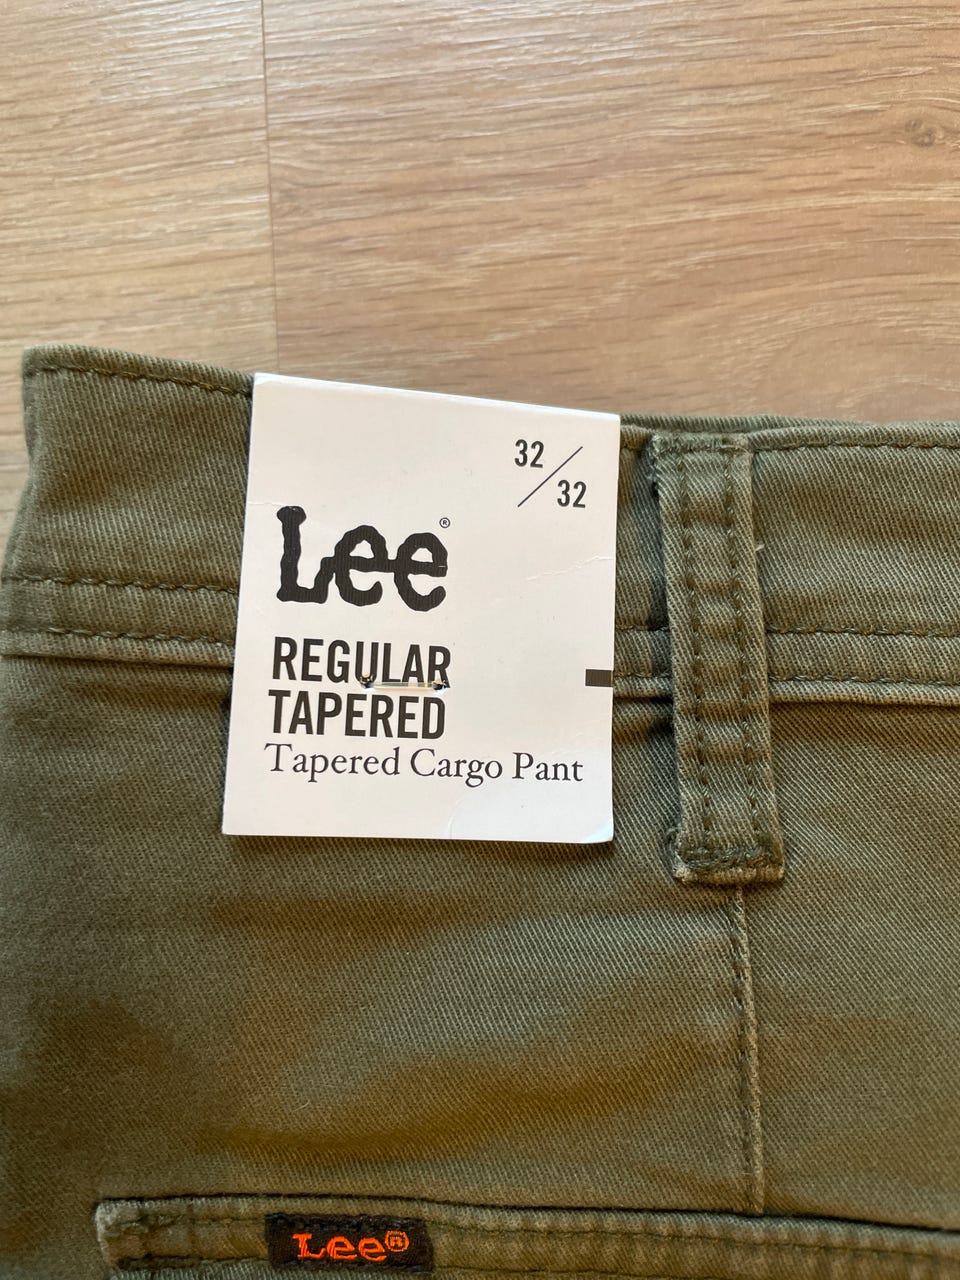 32/32
Lee®
REGULAR
TAPERED
Tapered Cargo Pant
Lee®